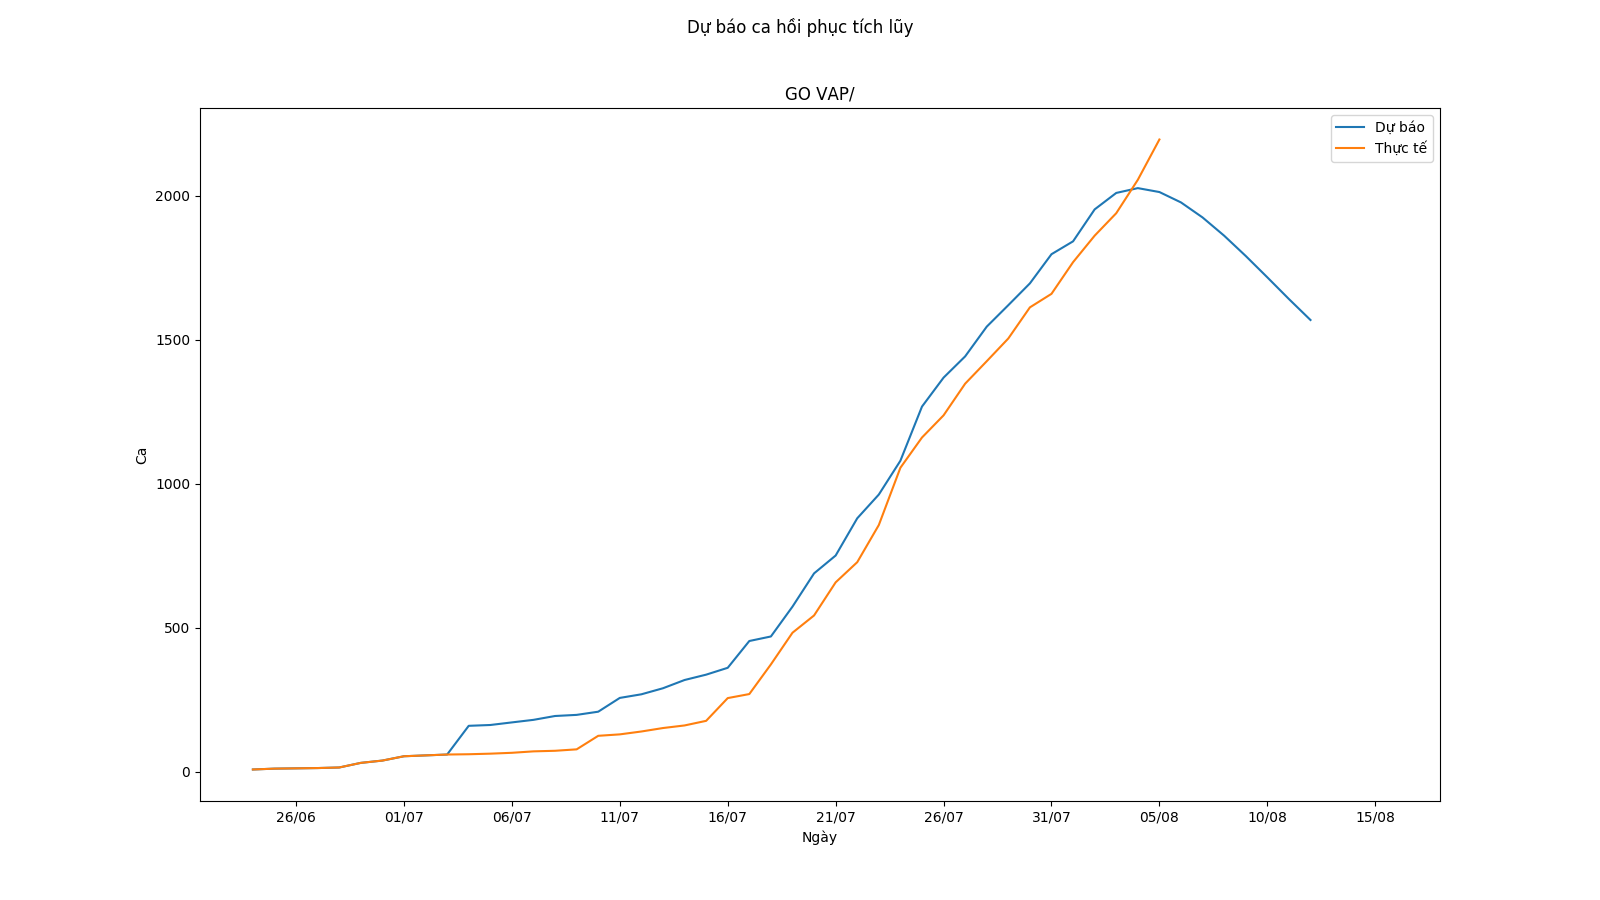 Dự báo ca hồi phục tích lũy
GO VAP/
Dự báo
Thực tế
2000
1500
1000
500
0
Ca
26/06 01/07 06/07 11/07 16/07 21/07 26/07 31/07 05/08 10/08 15/08
Ngày